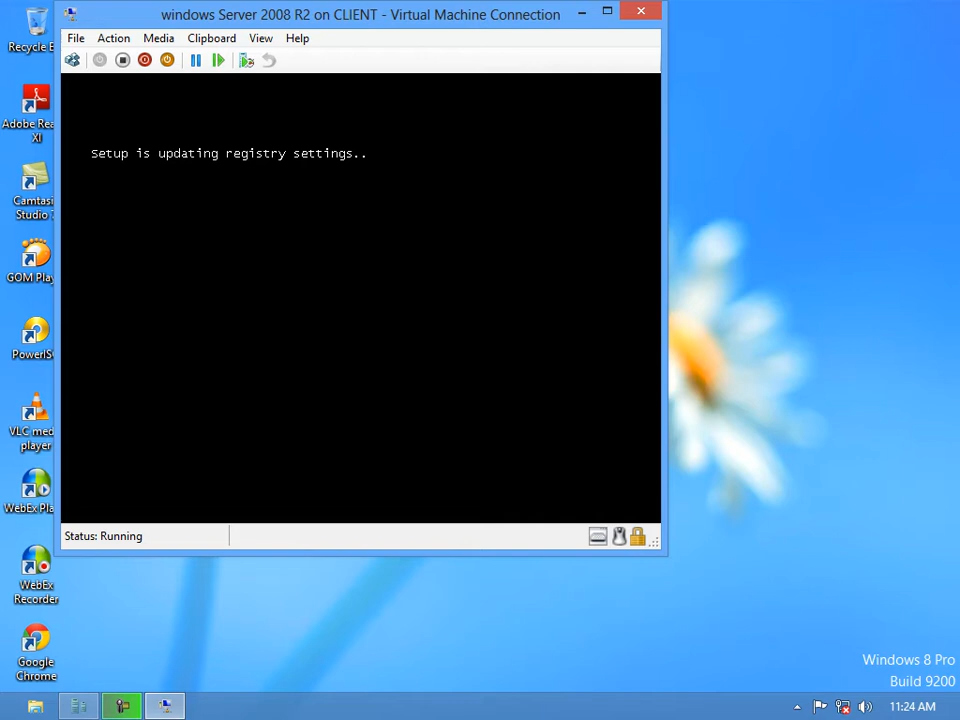 windows Server 2008 R2 on CLIENT - Virtual Machine Connection
File Action Media Clipboard View Help
Setup is updating registry settings..
Status: Running
Recycle B
Adobe Rea
XI
Camtasi
Studio 7
GOM Play
PowerIS
VLC med
player
WebEx Pla
WebEx
Recorder
Google
Chrome
Windows 8 Pro
Build 9200
11:24 AM